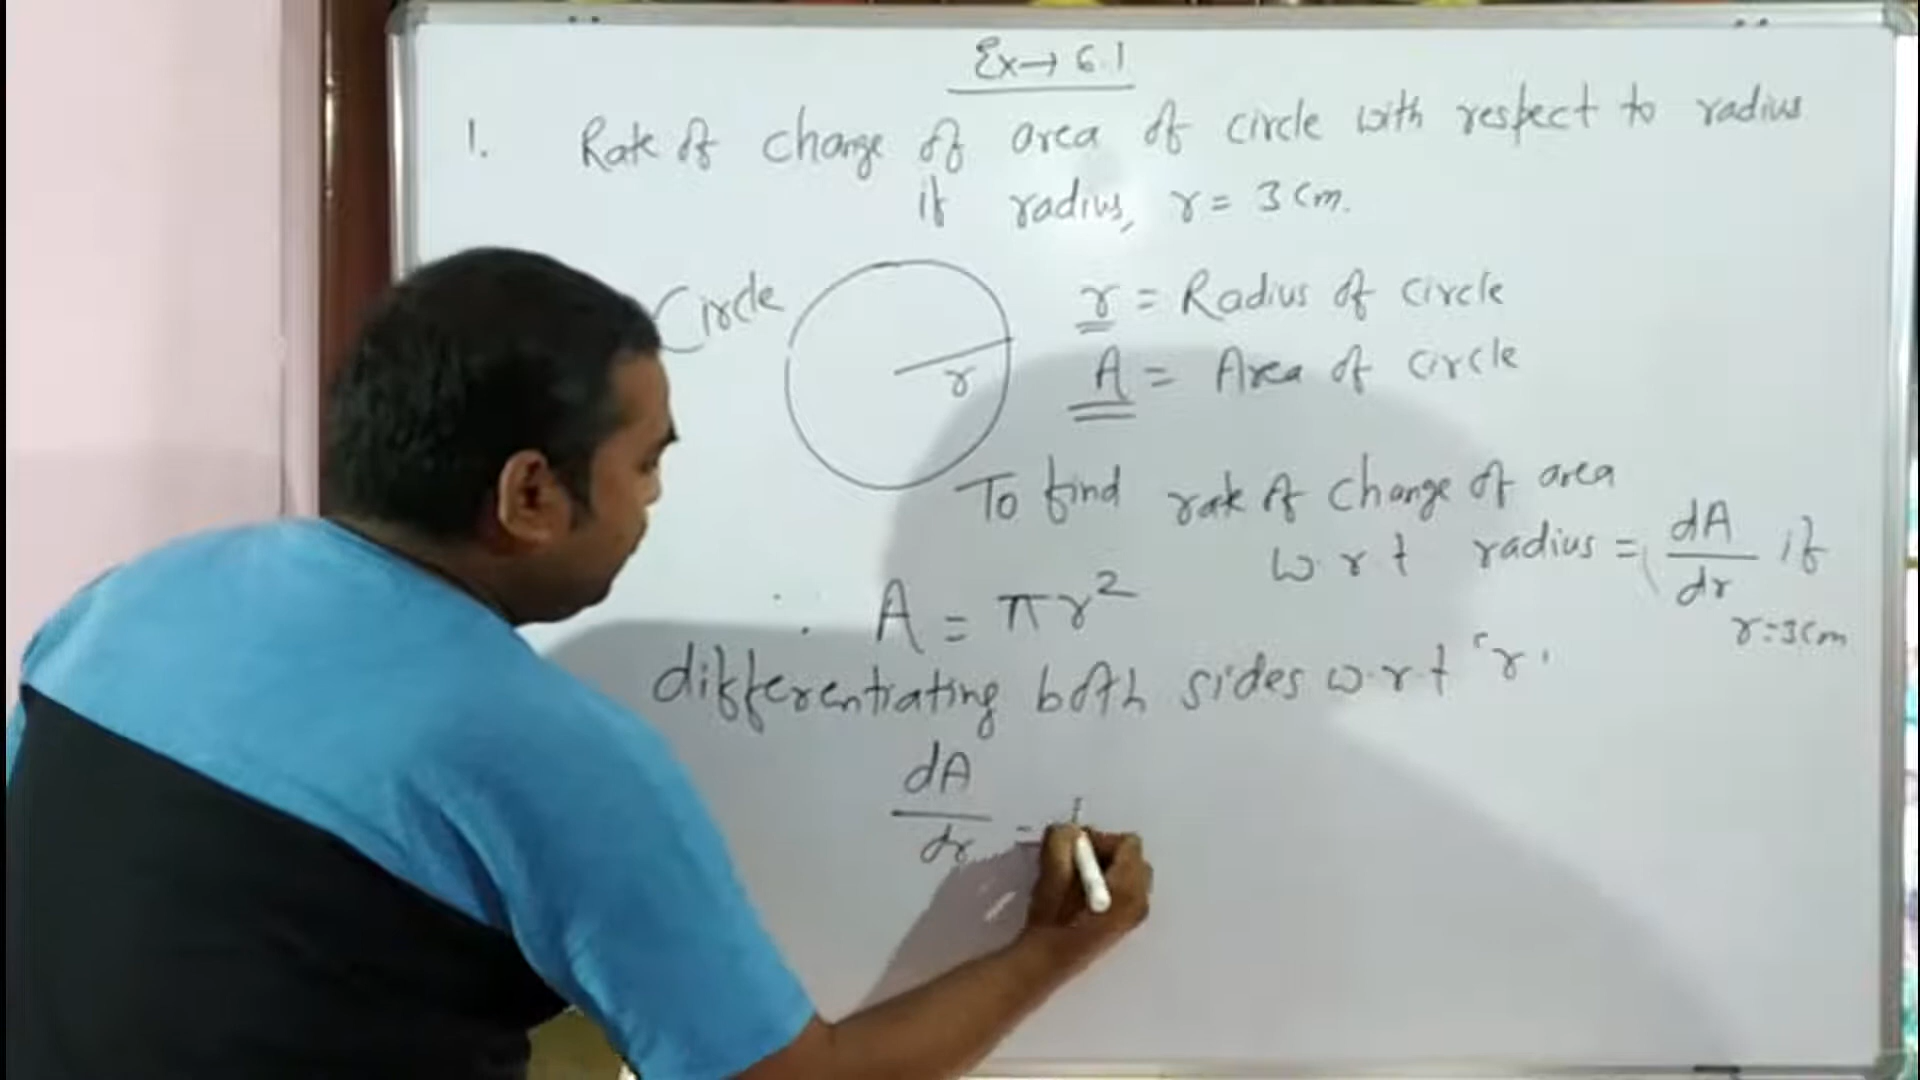 Ex→ 6.1
1. Rate of change of area of circle with respect to radius
if radius, r = 3 cm.
Circle
r
r = Radius of circle
A = Area of circle
To find rate of change of area
w r t radius = dA/dr if
r=3cm
∴ A = πr²
differentiating both sides w.r.t 'r'
dA/dr =